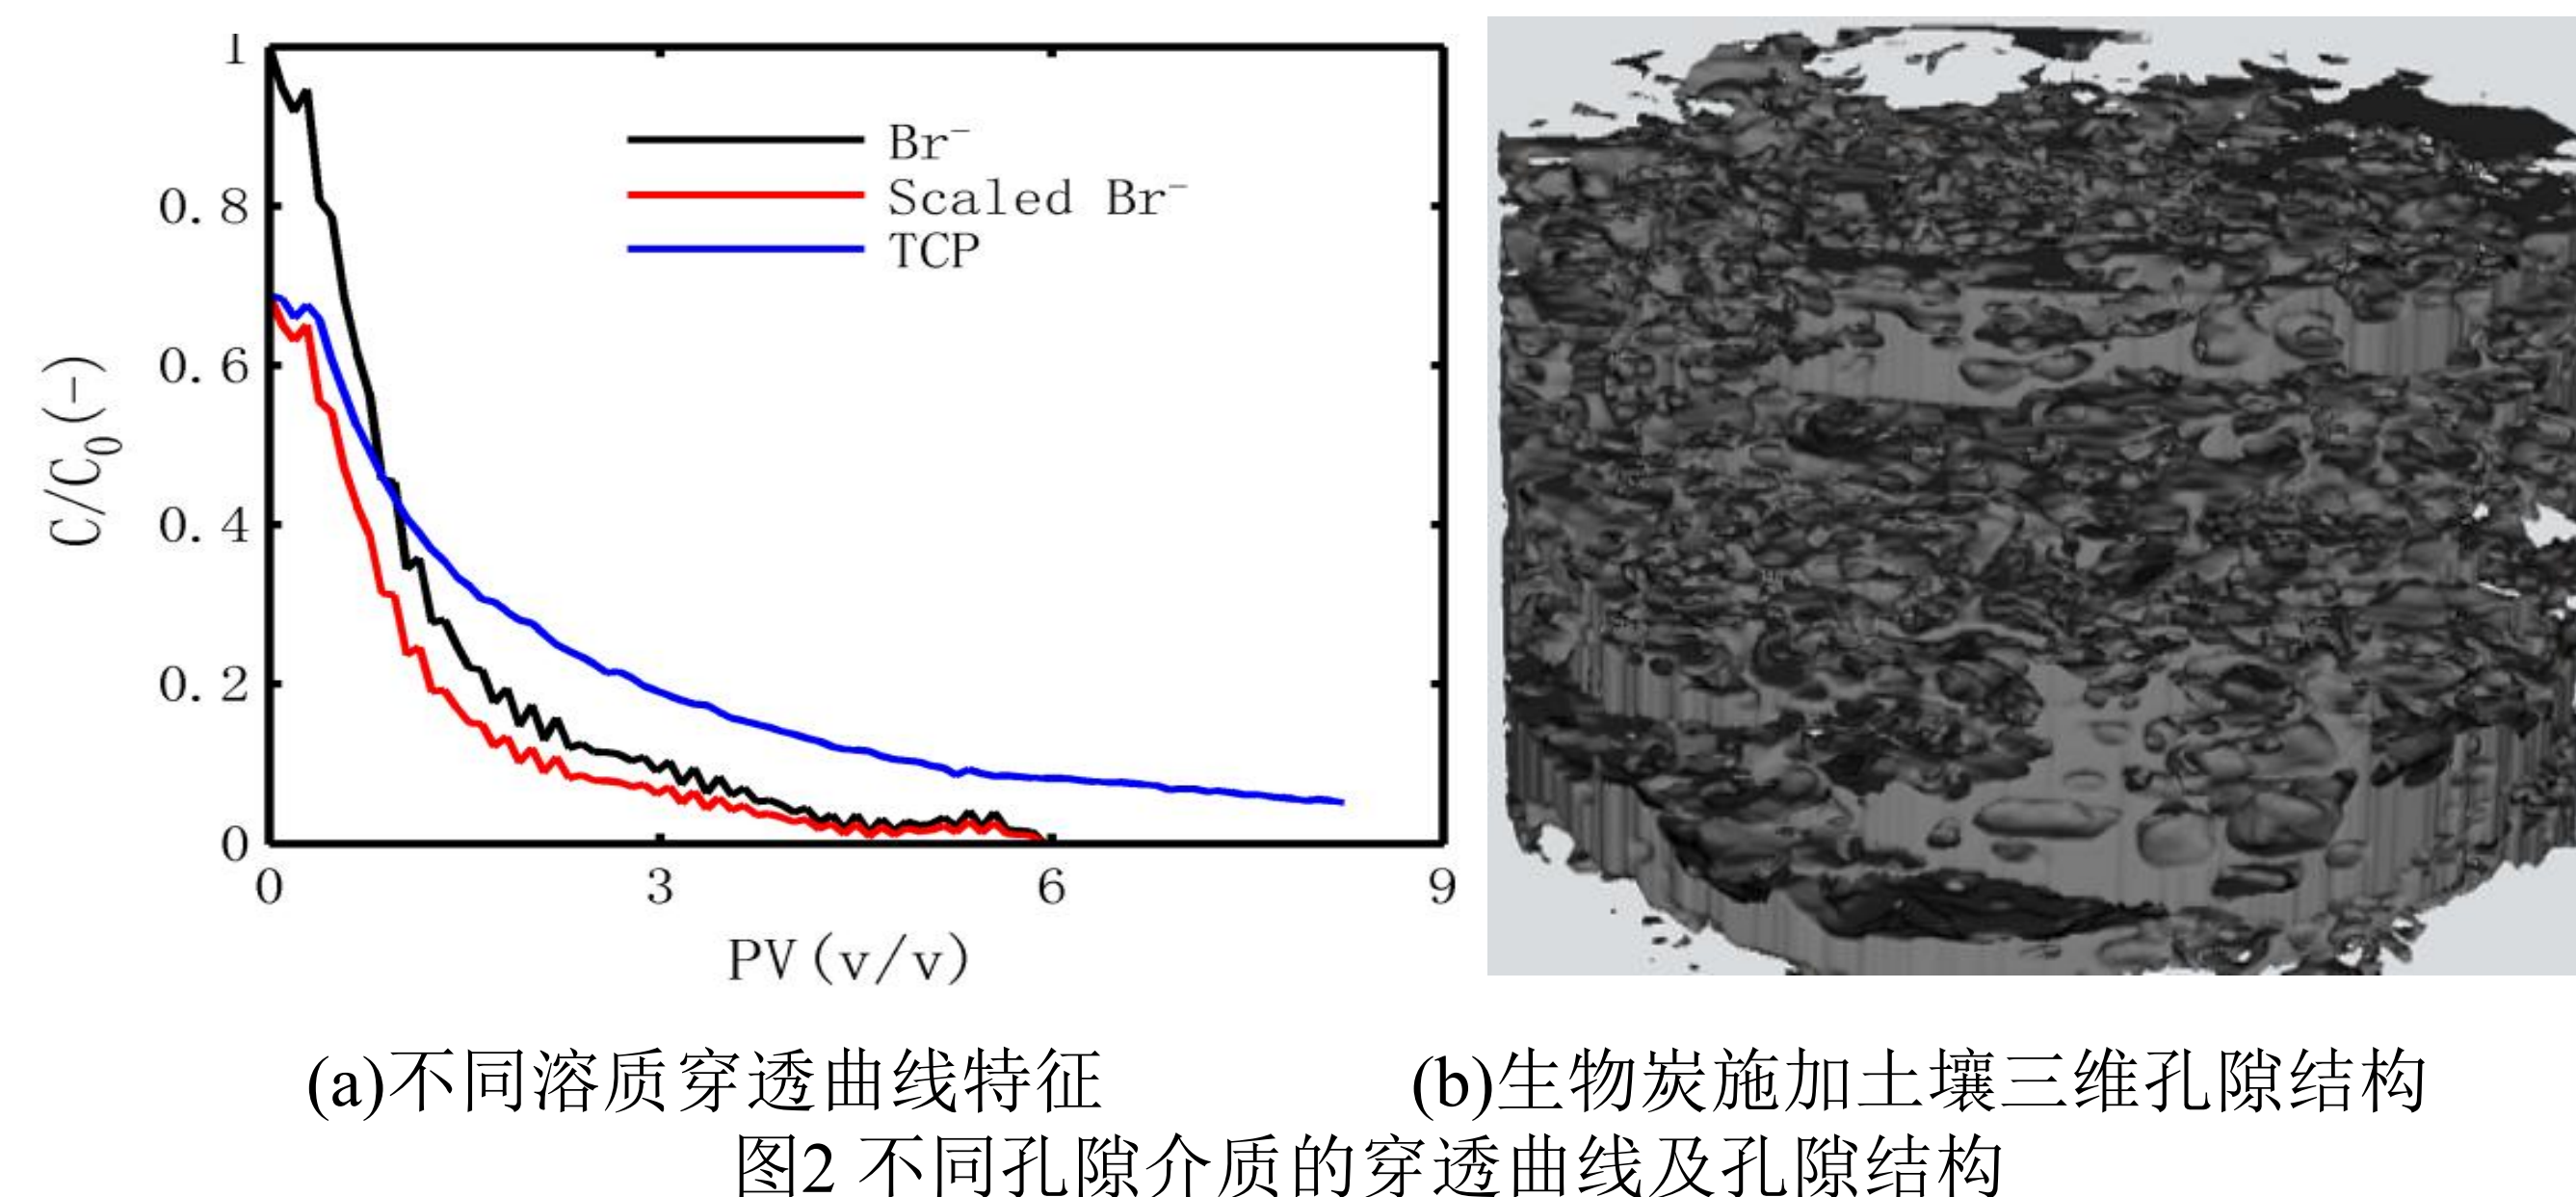 1
0.8
0.6
0.4
0.2
0
C/C₀(-)
Br⁻
Scaled Br⁻
TCP
0 3 6 9
PV(v/v)
(a)不同溶质穿透曲线特征 (b)生物炭施加土壤三维孔隙结构
图2 不同孔隙介质的穿透曲线及孔隙结构